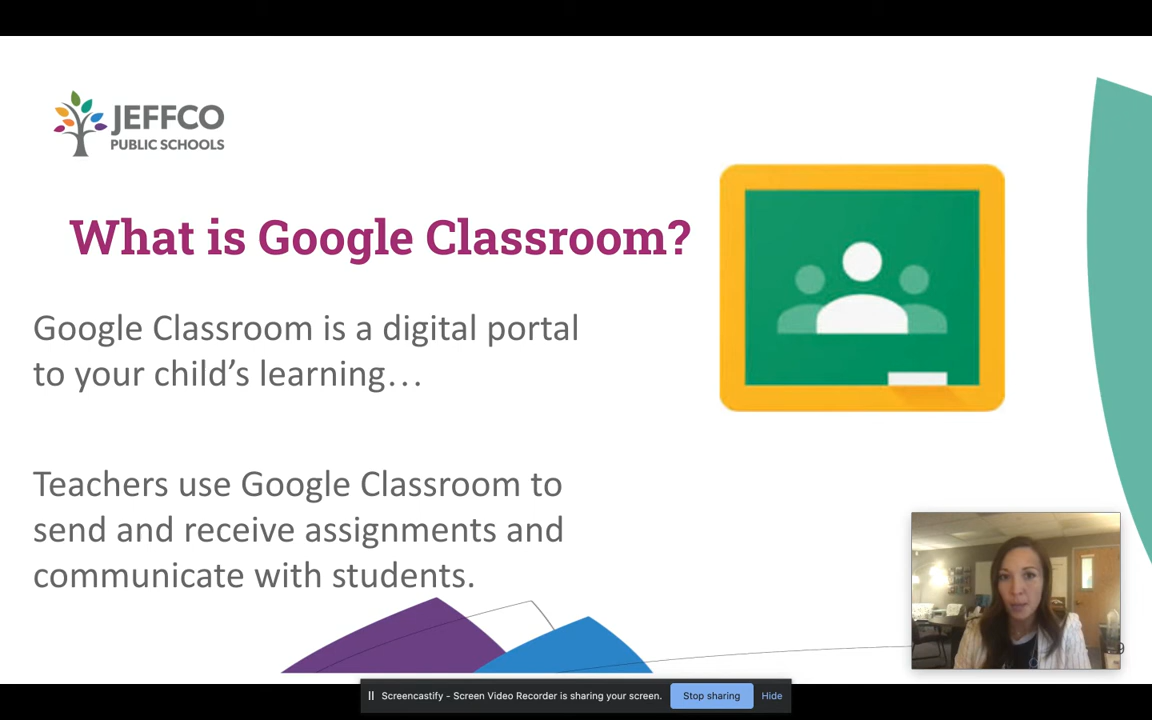 JEFFCO
PUBLIC SCHOOLS
What is Google Classroom?
Google Classroom is a digital portal
to your child’s learning…
Teachers use Google Classroom to
send and receive assignments and
communicate with students.
9
Screencastify - Screen Video Recorder is sharing your screen.
Stop sharing
Hide